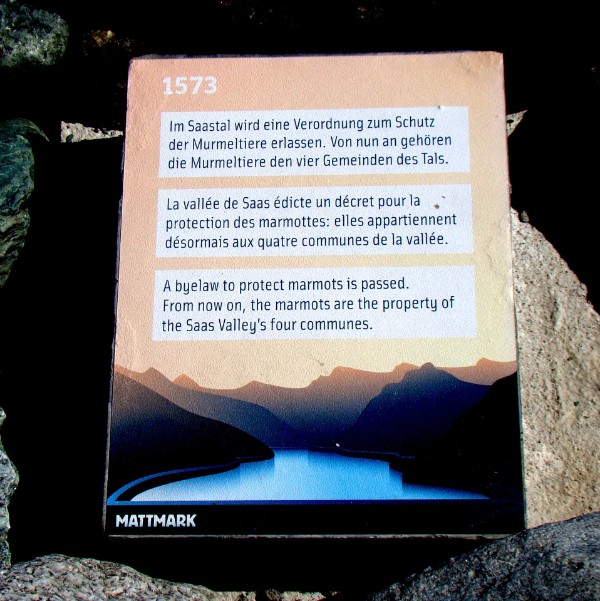 1573
Im Saastal wird eine Verordnung zum Schutz
der Murmeltiere erlassen. Von nun an gehören
die Murmeltiere den vier Gemeinden des Tals.
La vallée de Saas édicte un décret pour la
protection des marmottes: elles appartiennent
désormais aux quatre communes de la vallée.
A byelaw to protect marmots is passed.
From now on, the marmots are the property of
the Saas Valley's four communes.
MATTMARK